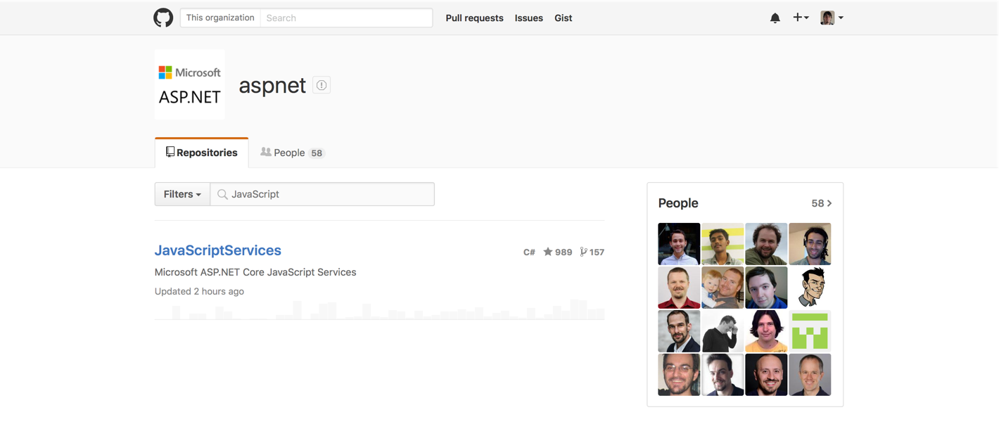 This organization Search Pull requests Issues Gist
Microsoft
ASP.NET
aspnet
Repositories People 58
Filters JavaScript
People 58
JavaScriptServices C# 989 157
Microsoft ASP.NET Core JavaScript Services
Updated 2 hours ago